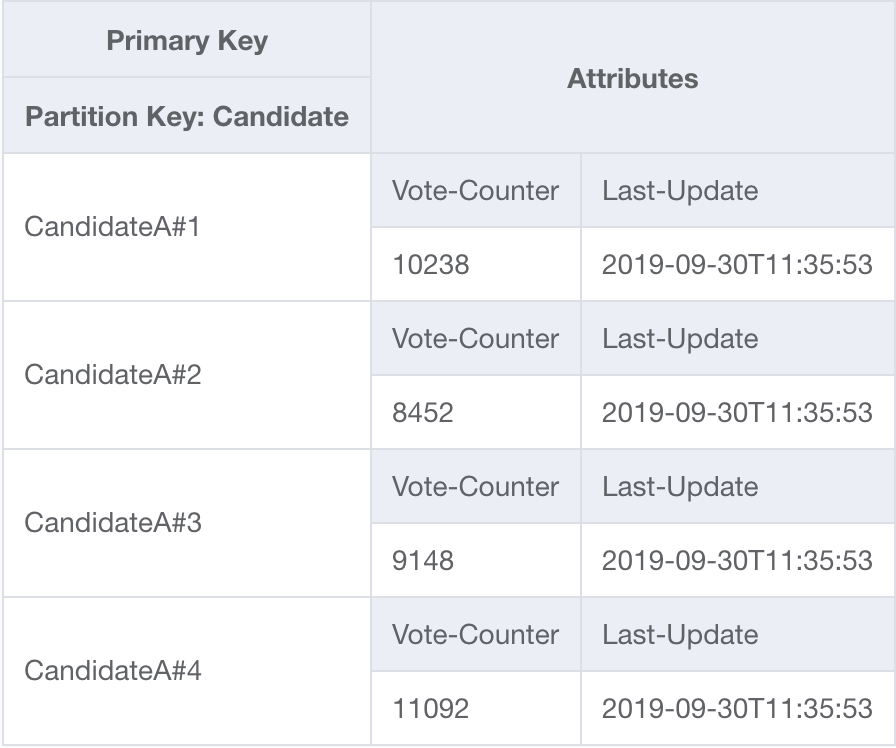 Primary Key
Attributes
Partition Key: Candidate
CandidateA#1
Vote-Counter Last-Update
10238 2019-09-30T11:35:53
CandidateA#2
Vote-Counter Last-Update
8452 2019-09-30T11:35:53
CandidateA#3
Vote-Counter Last-Update
9148 2019-09-30T11:35:53
CandidateA#4
Vote-Counter Last-Update
11092 2019-09-30T11:35:53